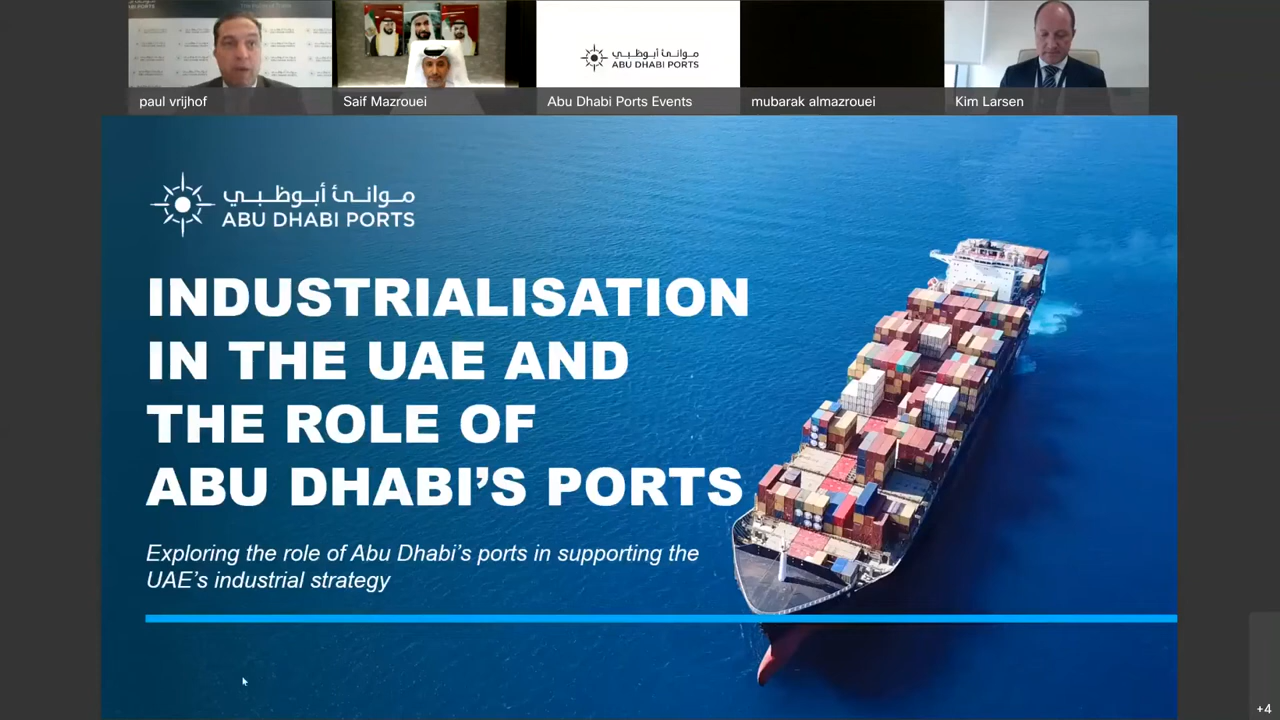 paul vrijhof
Saif Mazrouei
موانئ أبوظبي
ABU DHABI PORTS
Abu Dhabi Ports Events
mubarak almazrouei
Kim Larsen
موانئ أبوظبي
ABU DHABI PORTS
INDUSTRIALISATION
IN THE UAE AND
THE ROLE OF
ABU DHABI’S PORTS
Exploring the role of Abu Dhabi’s ports in supporting the
UAE’s industrial strategy
+4